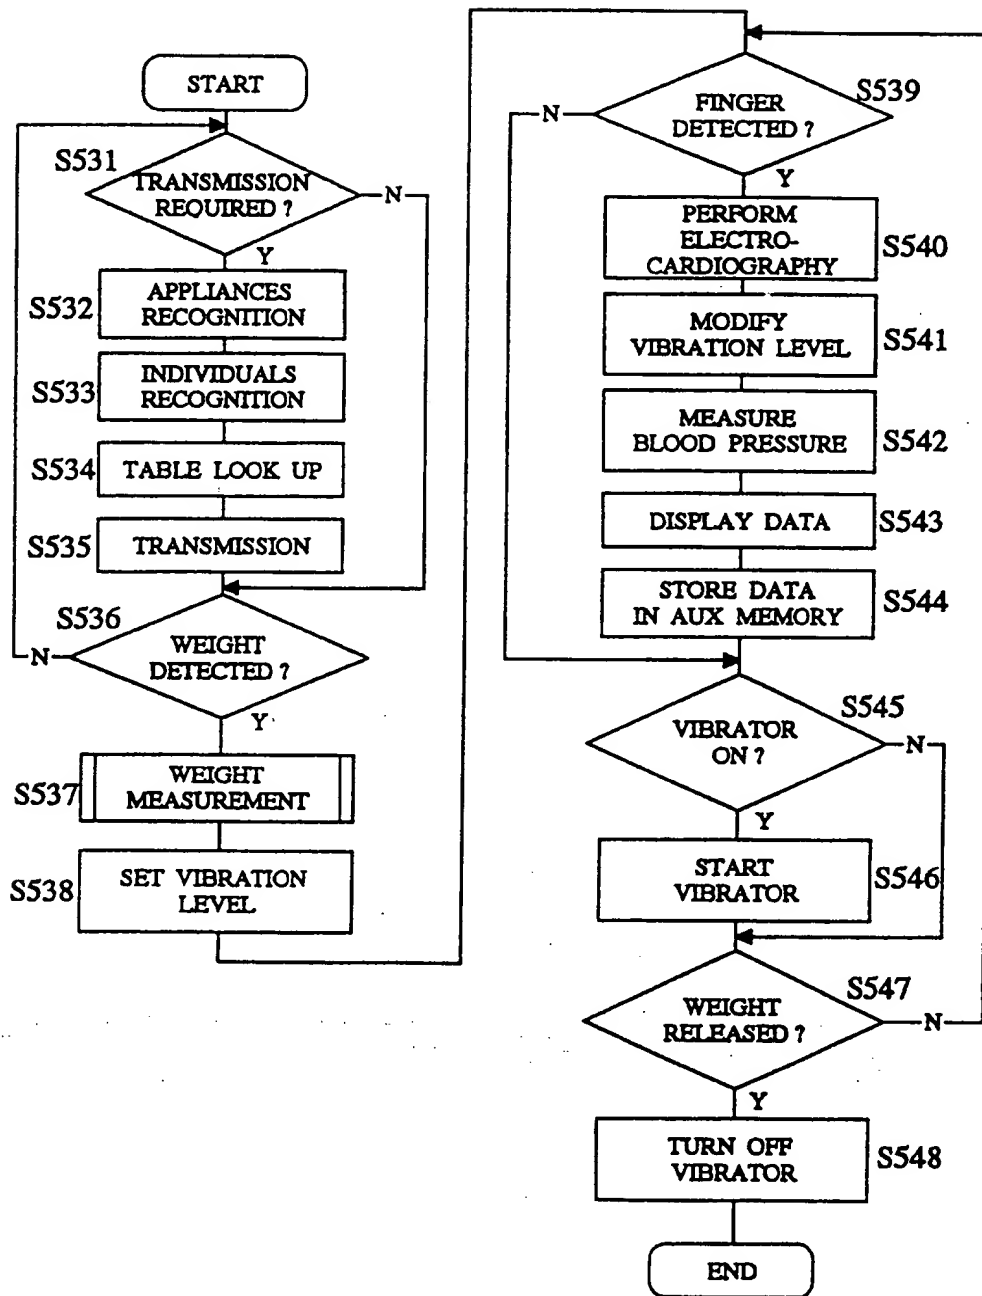 START
S531
TRANSMISSION
REQUIRED ?
N
Y
S532
APPLIANCES
RECOGNITION
S533
INDIVIDUALS
RECOGNITION
S534
TABLE LOOK UP
S535
TRANSMISSION
S536
WEIGHT
DETECTED ?
N
Y
S537
WEIGHT
MEASUREMENT
S538
SET VIBRATION
LEVEL
S539
FINGER
DETECTED ?
N
Y
PERFORM
ELECTRO-
CARDIOGRAPHY
S540
MODIFY
VIBRATION LEVEL
S541
MEASURE
BLOOD PRESSURE
S542
DISPLAY DATA
S543
STORE DATA
IN AUX MEMORY
S544
S545
VIBRATOR
ON ?
N
Y
START
VIBRATOR
S546
S547
WEIGHT
RELEASED ?
N
Y
TURN OFF
VIBRATOR
S548
END